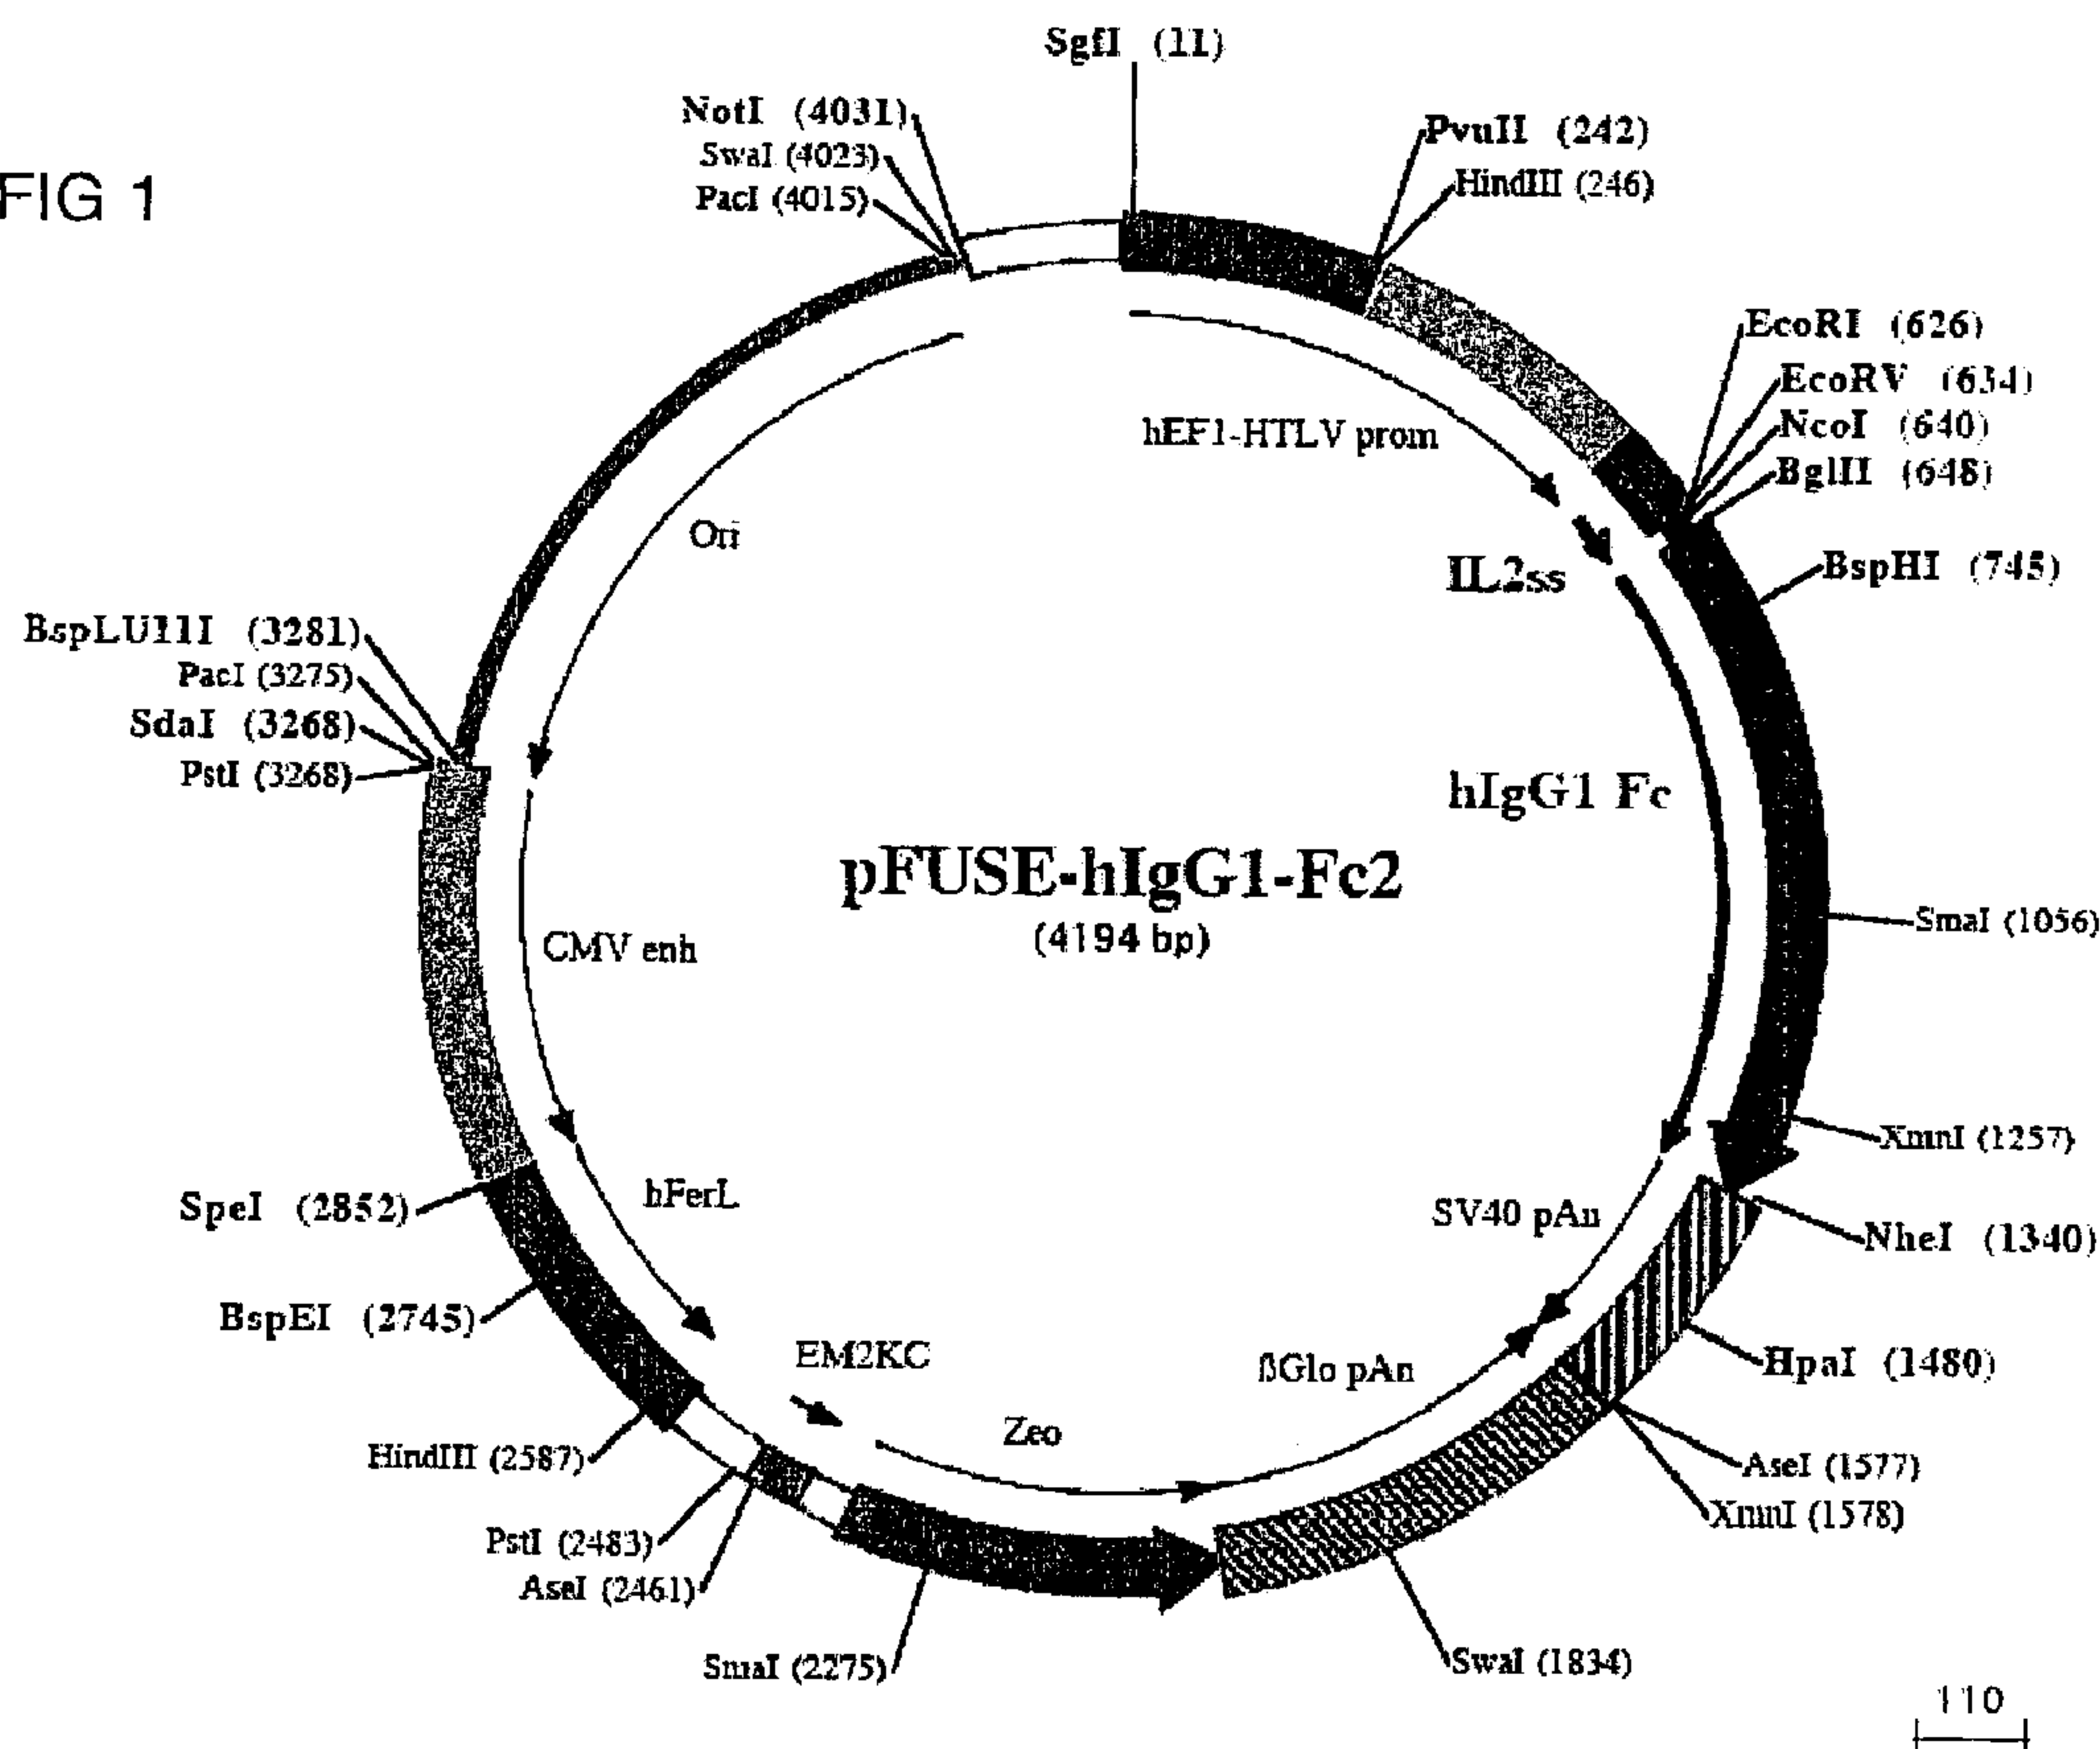 FIG 1
SgfI (11)
NotI (4031)
SwaI (4023)
PacI (4015)
PvuII (242)
HindIII (246)
EcoRI (626)
EcoRV (634)
NcoI (640)
BglII (648)
BspHI (745)
hEF1-HTLV prom
Ori
IL2ss
BspLU11I (3281)
PacI (3275)
SdaI (3268)
PstI (3268)
hIgG1 Fc
pFUSE-hIgG1-Fc2
(4194 bp)
SmaI (1056)
CMV enh
XmnI (1257)
hFerL
SpeI (2852)
SV40 pAn
NheI (1340)
BspEI (2745)
EM2KC
ßGlo pAn
HpaI (1480)
Zeo
HindIII (2587)
AseI (1577)
XmnI (1578)
PstI (2483)
AseI (2461)
SmaI (2275)
SwaI (1834)
110